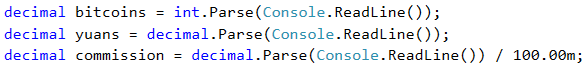 decimal bitcoins = int.Parse(Console.ReadLine());
decimal yuans = decimal.Parse(Console.ReadLine());
decimal commission = decimal.Parse(Console.ReadLine()) / 100.00m;